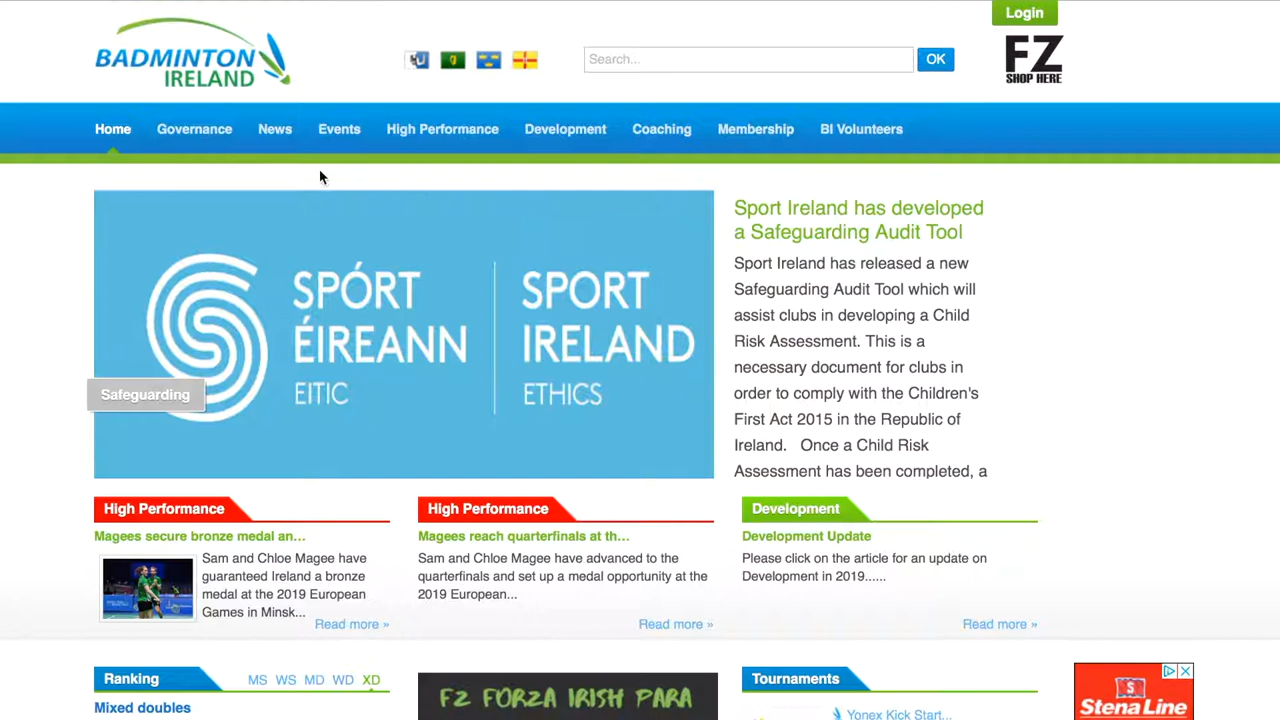 Login
BADMINTON
IRELAND
Search...
OK
FZ
SHOP HERE
Home
Governance
News
Events
High Performance
Development
Coaching
Membership
BI Volunteers
SPÓRT
ÉIREANN
EITIC
SPORT
IRELAND
ETHICS
Safeguarding
Sport Ireland has developed
a Safeguarding Audit Tool
Sport Ireland has released a new
Safeguarding Audit Tool which will
assist clubs in developing a Child
Risk Assessment. This is a
necessary document for clubs in
order to comply with the Children's
First Act 2015 in the Republic of
Ireland. Once a Child Risk
Assessment has been completed, a
High Performance
Magees secure bronze medal an...
Sam and Chloe Magee have
guaranteed Ireland a bronze
medal at the 2019 European
Games in Minsk...
Read more »
High Performance
Magees reach quarterfinals at th...
Sam and Chloe Magee have advanced to the
quarterfinals and set up a medal opportunity at the
2019 European...
Read more »
Development
Development Update
Please click on the article for an update on
Development in 2019......
Read more »
Ranking
MS WS MD WD XD
Mixed doubles
FZ FORZA IRISH PARA
Tournaments
Yonex Kick Start...
Stena Line